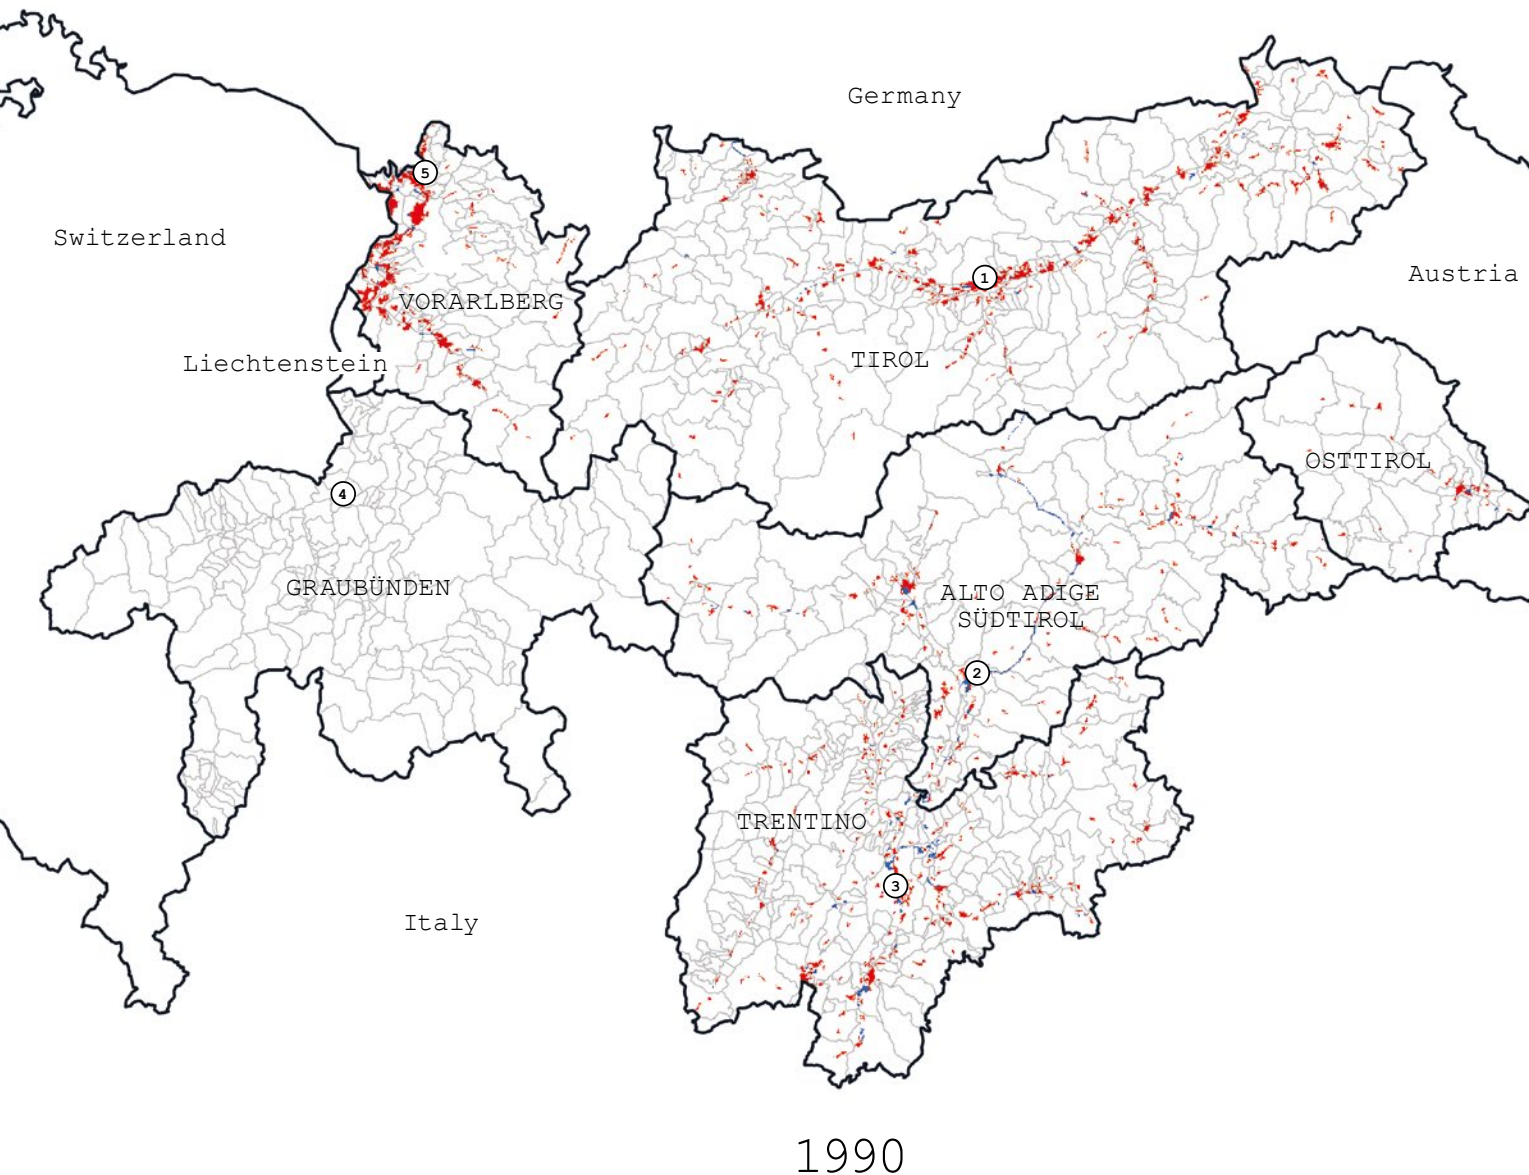 Germany
5
Switzerland
1
Austria
VORARLBERG
Liechtenstein
TIROL
OSTTIROL
4
GRAUBÜNDEN
ALTO ADIGE
SÜDTIROL
2
TRENTINO
3
Italy
1990